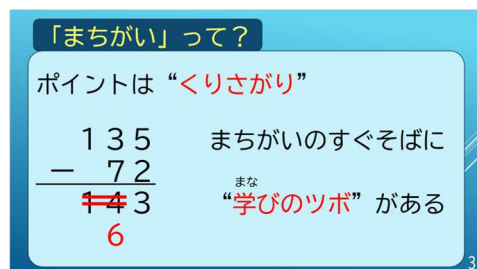 「まちがい」って？
ポイントは“くりさがり”
135
－ 72
143
6
まちがいのすぐそばに
まな
“学びのツボ”がある
3